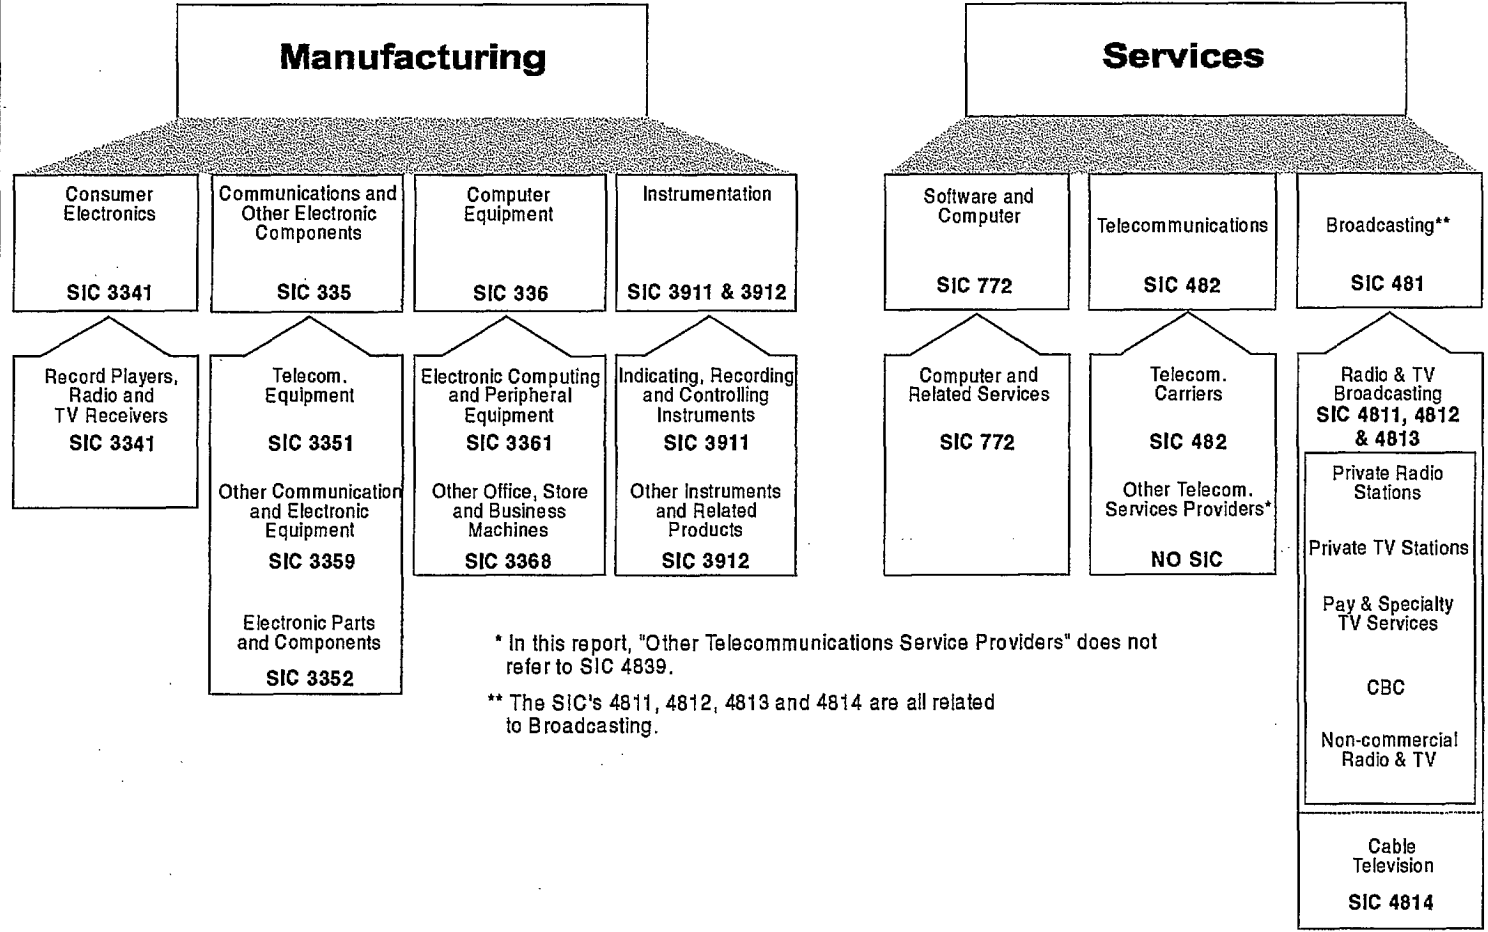 Manufacturing
Consumer
Electronics
SIC 3341
Communications and
Other Electronic
Components
SIC 335
Computer
Equipment
SIC 336
Instrumentation
SIC 3911 & 3912
Record Players,
Radio and
TV Receivers
SIC 3341
Telecom.
Equipment
SIC 3351
Other Communication
and Electronic
Equipment
SIC 3359
Electronic Parts
and Components
SIC 3352
Electronic Computing
and Peripheral
Equipment
SIC 3361
Other Office, Store
and Business
Machines
SIC 3368
Indicating, Recording
and Controlling
Instruments
SIC 3911
Other Instruments
and Related
Products
SIC 3912
Services
Software and
Computer
SIC 772
Telecommunications
SIC 482
Broadcasting**
SIC 481
Computer and
Related Services
SIC 772
Telecom.
Carriers
SIC 482
Other Telecom.
Services Providers*
NO SIC
Radio & TV
Broadcasting
SIC 4811, 4812
& 4813
Private Radio
Stations
Private TV Stations
Pay & Specialty
TV Services
CBC
Non-commercial
Radio & TV
Cable
Television
SIC 4814
* In this report, "Other Telecommunications Service Providers" does not
refer to SIC 4839.
** The SIC's 4811, 4812, 4813 and 4814 are all related
to Broadcasting.